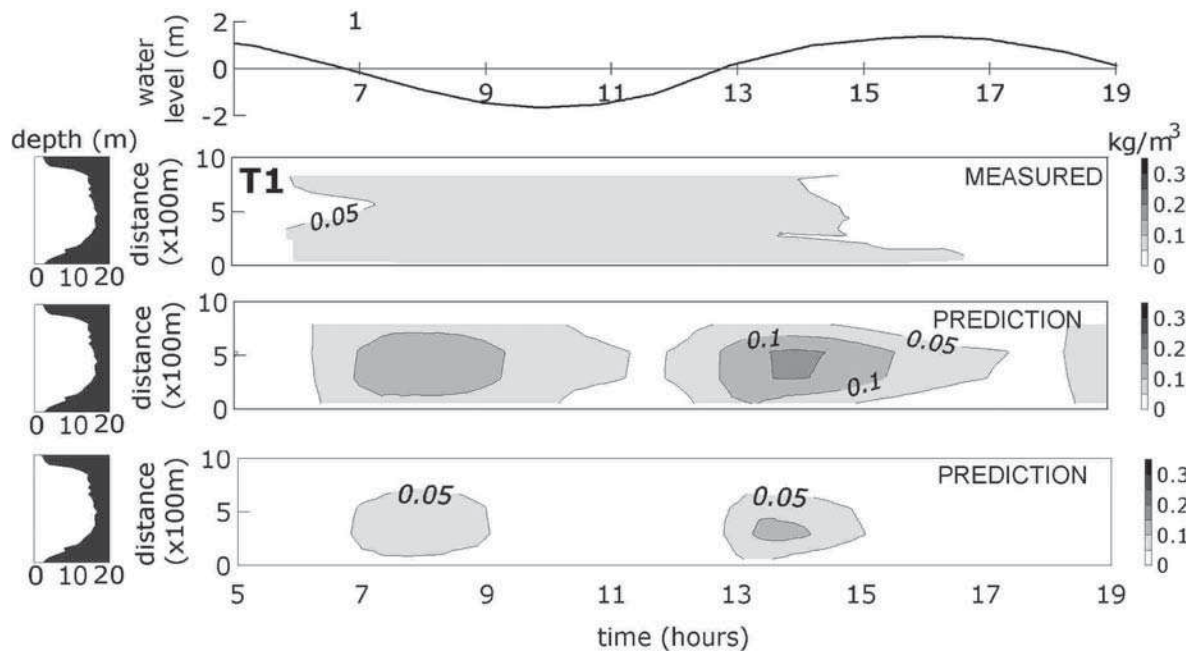 2
1
water
level (m)
0
7
9
11
13
15
17
19
-2
depth (m)
kg/m³
distance
(x100m)
10
5
0
T1
0.05
MEASURED
0.3
0.2
0.1
0
0 10 20
distance
(x100m)
10
5
0
0.1
0.1
0.05
PREDICTION
0.3
0.2
0.1
0
0 10 20
distance
(x100m)
10
5
0
0.05
0.05
PREDICTION
0.3
0.2
0.1
0
0 10 20
5 7 9 11 13 15 17 19
time (hours)